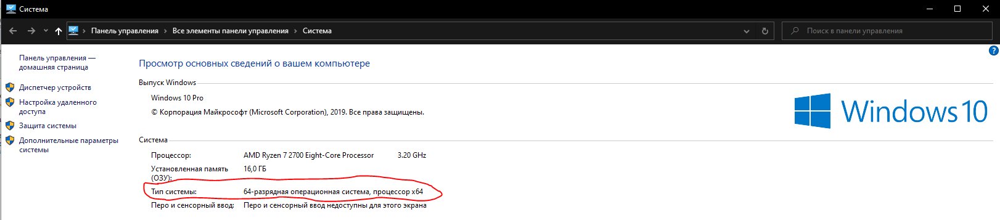 Система
Панель управления > Все элементы панели управления > Система
Поиск в панели управления
Панель управления —
домашняя страница
Диспетчер устройств
Настройка удаленного
доступа
Защита системы
Дополнительные параметры
системы
?
Просмотр основных сведений о вашем компьютере
Выпуск Windows
Windows 10 Pro
© Корпорация Майкрософт (Microsoft Corporation), 2019. Все права защищены.
Windows 10
Система
Процессор: AMD Ryzen 7 2700 Eight-Core Processor 3.20 GHz
Установленная память 16,0 ГБ
(ОЗУ):
Тип системы: 64-разрядная операционная система, процессор x64
Перо и сенсорный ввод: Перо и сенсорный ввод недоступны для этого экрана